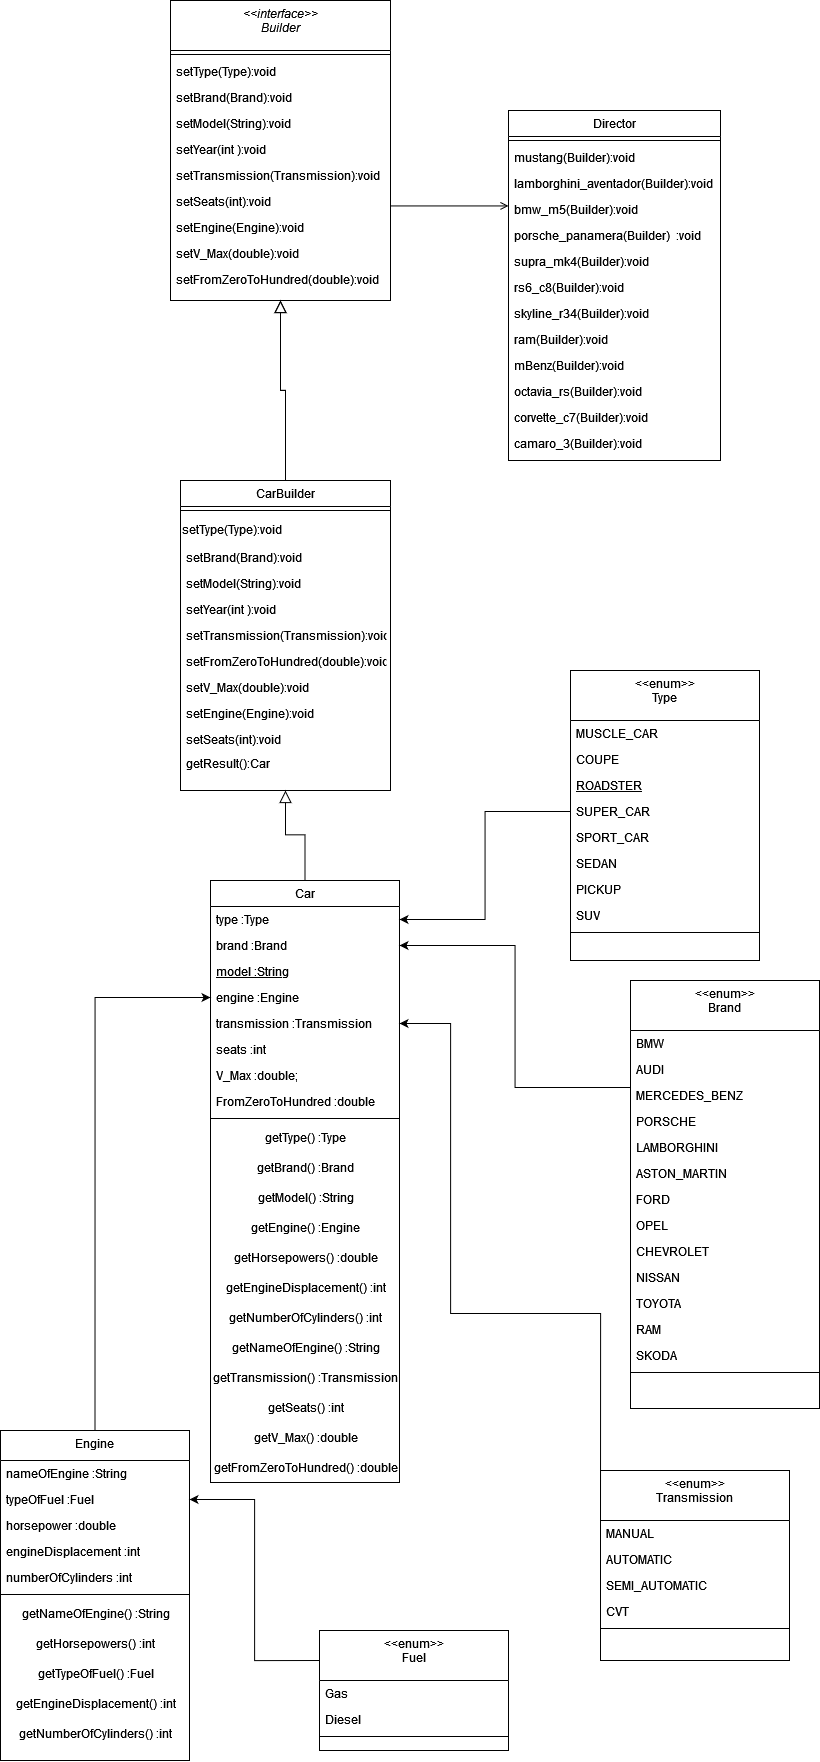 <<interface>>
Builder
setType(Type):void
setBrand(Brand):void
setModel(String):void
setYear(int ):void
setTransmission(Transmission):void
setSeats(int):void
setEngine(Engine):void
setV_Max(double):void
setFromZeroToHundred(double):void
Director
mustang(Builder):void
lamborghini_aventador(Builder):void
bmw_m5(Builder):void
porsche_panamera(Builder) :void
supra_mk4(Builder):void
rs6_c8(Builder):void
skyline_r34(Builder):void
ram(Builder):void
mBenz(Builder):void
octavia_rs(Builder):void
corvette_c7(Builder):void
camaro_3(Builder):void
CarBuilder
setType(Type):void
setBrand(Brand):void
setModel(String):void
setYear(int ):void
setTransmission(Transmission):void
setFromZeroToHundred(double):void
setV_Max(double):void
setEngine(Engine):void
setSeats(int):void
getResult():Car
<<enum>>
Type
MUSCLE_CAR
COUPE
ROADSTER
SUPER_CAR
SPORT_CAR
SEDAN
PICKUP
SUV
Car
type :Type
brand :Brand
model :String
engine :Engine
transmission :Transmission
seats :int
V_Max :double;
FromZeroToHundred :double
getType() :Type
getBrand() :Brand
getModel() :String
getEngine() :Engine
getHorsepowers() :double
getEngineDisplacement() :int
getNumberOfCylinders() :int
getNameOfEngine() :String
getTransmission() :Transmission
getSeats() :int
getV_Max() :double
getFromZeroToHundred() :double
<<enum>>
Brand
BMW
AUDI
MERCEDES_BENZ
PORSCHE
LAMBORGHINI
ASTON_MARTIN
FORD
OPEL
CHEVROLET
NISSAN
TOYOTA
RAM
SKODA
Engine
nameOfEngine :String
typeOfFuel :Fuel
horsepower :double
engineDisplacement :int
numberOfCylinders :int
getNameOfEngine() :String
getHorsepowers() :int
getTypeOfFuel() :Fuel
getEngineDisplacement() :int
getNumberOfCylinders() :int
<<enum>>
Transmission
MANUAL
AUTOMATIC
SEMI_AUTOMATIC
CVT
<<enum>>
Fuel
Gas
Diesel